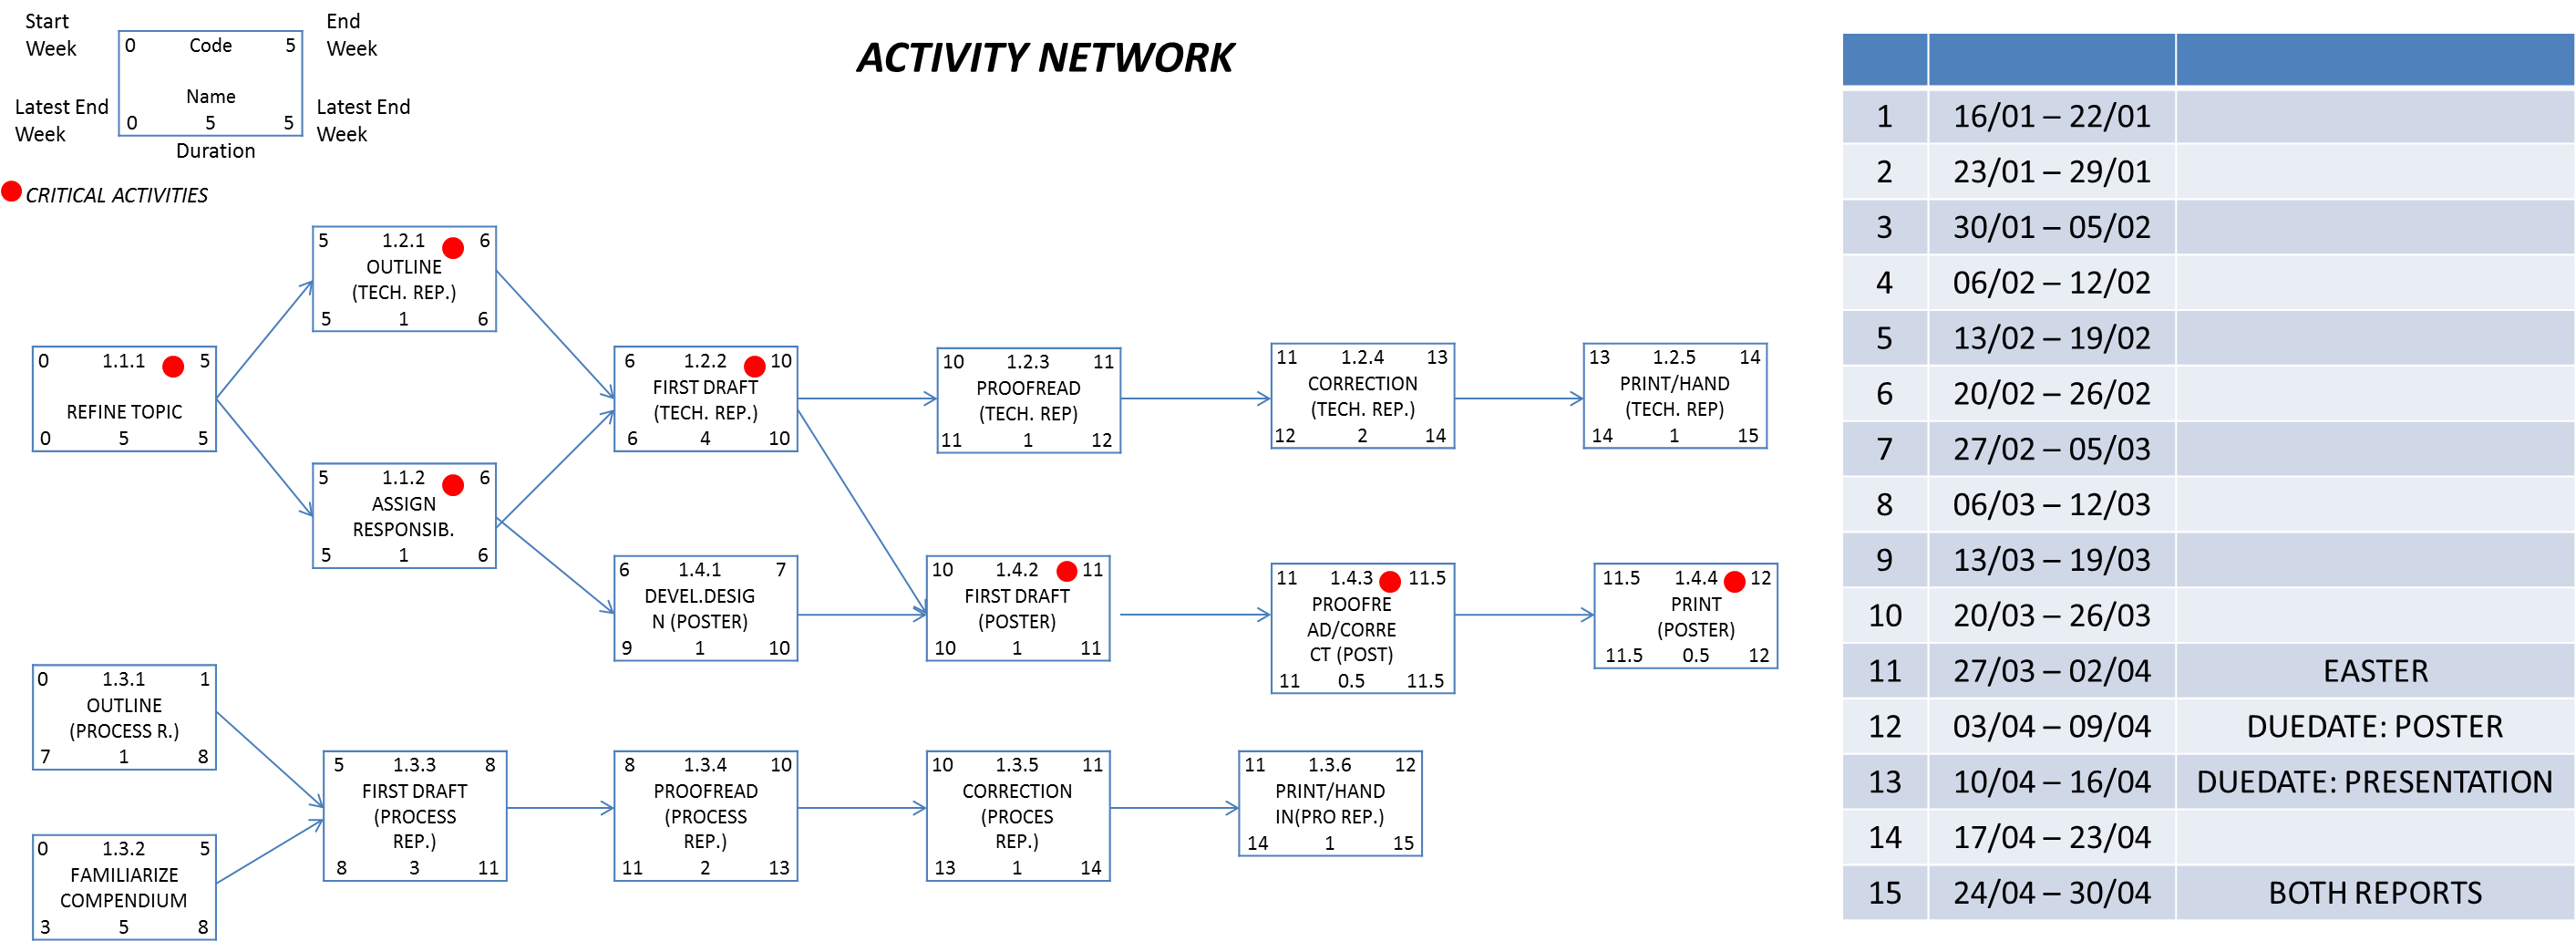 ACTIVITY NETWORK
Start
Week
End
Week
0 Code 5
Name
0 5 5
Latest End
Week
Latest End
Week
Duration
CRITICAL ACTIVITIES
0 1.1.1 5
REFINE TOPIC
0 5 5
5 1.2.1 6
OUTLINE
(TECH. REP.)
5 1 6
5 1.1.2 6
ASSIGN
RESPONSIB.
5 1 6
6 1.2.2 10
FIRST DRAFT
(TECH. REP.)
6 4 10
10 1.2.3 11
PROOFREAD
(TECH. REP)
11 1 12
11 1.2.4 13
CORRECTION
(TECH. REP.)
12 2 14
13 1.2.5 14
PRINT/HAND
(TECH. REP)
14 1 15
6 1.4.1 7
DEVEL.DESIG
N (POSTER)
9 1 10
10 1.4.2 11
FIRST DRAFT
(POSTER)
10 1 11
11 1.4.3 11.5
PROOFRE
AD/CORRE
CT (POST)
11 0.5 11.5
11.5 1.4.4 12
PRINT
(POSTER)
11.5 0.5 12
0 1.3.1 1
OUTLINE
(PROCESS R.)
7 1 8
0 1.3.2 5
FAMILIARIZE
COMPENDIUM
3 5 8
5 1.3.3 8
FIRST DRAFT
(PROCESS
REP.)
8 3 11
8 1.3.4 10
PROOFREAD
(PROCESS
REP.)
11 2 13
10 1.3.5 11
CORRECTION
(PROCES
REP.)
13 1 14
11 1.3.6 12
PRINT/HAND
IN(PRO REP.)
14 1 15
1 16/01 – 22/01
2 23/01 – 29/01
3 30/01 – 05/02
4 06/02 – 12/02
5 13/02 – 19/02
6 20/02 – 26/02
7 27/02 – 05/03
8 06/03 – 12/03
9 13/03 – 19/03
10 20/03 – 26/03
11 27/03 – 02/04 EASTER
12 03/04 – 09/04 DUEDATE: POSTER
13 10/04 – 16/04 DUEDATE: PRESENTATION
14 17/04 – 23/04
15 24/04 – 30/04 BOTH REPORTS